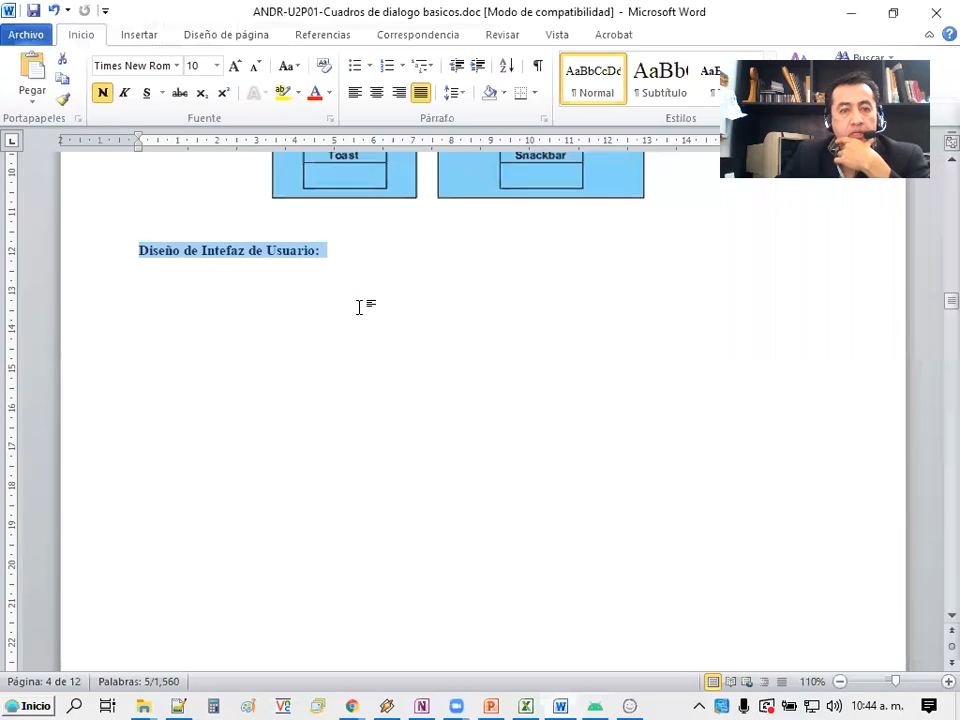 ANDR-U2P01-Cuadros de dialogo basicos.doc [Modo de compatibilidad] - Microsoft Word
Archivo Inicio Insertar Diseño de página Referencias Correspondencia Revisar Vista Acrobat
Times New Rom 10 Aa AaBbCcDc AaBb( Buscar
Pegar N K S abc A ¶ Normal ¶ Subtítulo
Portapapeles Fuente Párrafo Estilos
Toast Snackbar
Diseño de Intefaz de Usuario:
Página: 4 de 12 Palabras: 5/1,560 110%
Inicio 10:44 a. m.